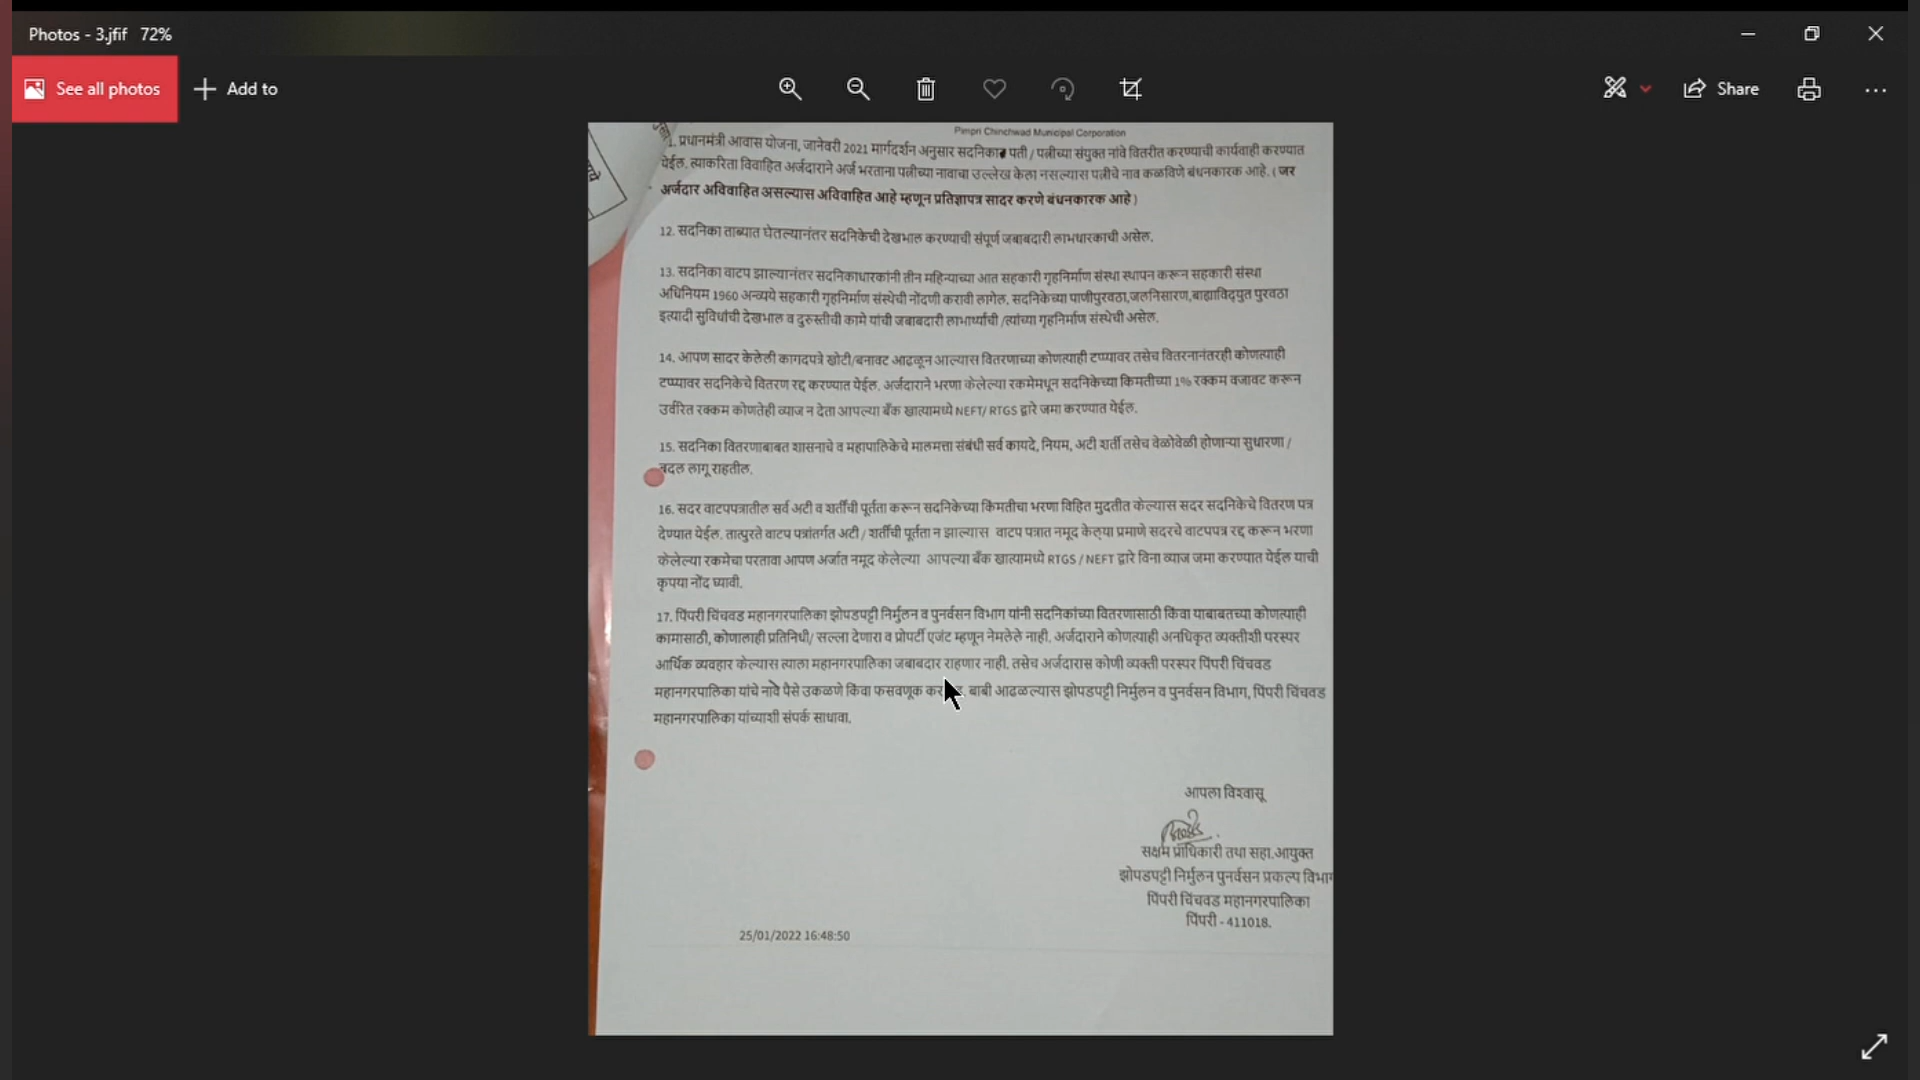 Photos - 3.jfif 72%
See all photos
Add to
Share
Pimpri Chinchwad Municipal Corporation
1. प्रधानमंत्री आवास योजना, जानेवारी 2021 मार्गदर्शन अनुसार सदनिका पती / पत्नीच्या संयुक्त नांवे वितरीत करण्याची कार्यवाही करण्यात
येईल. त्याकरिता विवाहित अर्जदाराने अर्ज भरताना पत्नीच्या नावाचा उल्लेख केला नसल्यास पत्नीचे नाव कळविणे बंधनकारक आहे. ( जर
अर्जदार अविवाहित असल्यास अविवाहित आहे म्हणून प्रतिज्ञापत्र सादर करणे बंधनकारक आहे )
12. सदनिका ताब्यात घेतल्यानंतर सदनिकेची देखभाल करण्याची संपूर्ण जबाबदारी लाभधारकाची असेल.
13. सदनिका वाटप झाल्यानंतर सदनिकाधारकांनी तीन महिन्याच्या आत सहकारी गृहनिर्माण संस्था स्थापन करून सहकारी संस्था
अधिनियम 1960 अन्वये सहकारी गृहनिर्माण संस्थेची नोंदणी करावी लागेल. सदनिकेच्या पाणीपुरवठा,जलनिसारण,बाह्यविद्युत पुरवठा
इत्यादी सुविधांची देखभाल व दुरुस्तीची कामे यांची जबाबदारी लाभार्थ्यांची /त्यांच्या गृहनिर्माण संस्थेची असेल.
14. आपण सादर केलेली कागदपत्रे खोटी/बनावट आढळून आल्यास वितरणाच्या कोणत्याही टप्प्यावर तसेच वितरनानंतरही कोणत्याही
टप्प्यावर सदनिकेचे वितरण रद्द करण्यात येईल. अर्जदाराने भरणा केलेल्या रकमेमधून सदनिकेच्या किमतीच्या 1% रक्कम वजावट करून
उर्वरित रक्कम कोणतेही व्याज न देता आपल्या बँक खात्यामध्ये NEFT/ RTGS द्वारे जमा करण्यात येईल.
15. सदनिका वितरणाबाबत शासनाचे व महापालिकेचे मालमत्ता संबंधी सर्व कायदे, नियम, अटी शर्ती तसेच वेळोवेळी होणाऱ्या सुधारणा /
बदल लागू राहतील.
16. सदर वाटपपत्रातील सर्व अटी व शर्तींची पूर्तता करून सदनिकेच्या किंमतीचा भरणा विहित मुदतीत केल्यास सदर सदनिकेचे वितरण पत्र
देण्यात येईल. तात्पुरते वाटप पत्रांतर्गत अटी / शर्तींची पूर्तता न झाल्यास वाटप पत्रात नमूद केल्या प्रमाणे सदरचे वाटपपत्र रद्द करून भरणा
केलेल्या रकमेचा परतावा आपण अर्जात नमूद केलेल्या आपल्या बँक खात्यामध्ये RTGS / NEFT द्वारे विना व्याज जमा करण्यात येईल याची
कृपया नोंद घ्यावी.
17. पिंपरी चिंचवड महानगरपालिका झोपडपट्टी निर्मुलन व पुनर्वसन विभाग यांनी सदनिकांच्या वितरणासाठी किंवा याबाबतच्या कोणत्याही
कामासाठी, कोणालाही प्रतिनिधी/ सल्ला देणारा व प्रोपर्टी एजंट म्हणून नेमलेले नाही. अर्जदाराने कोणत्याही अनधिकृत व्यक्तीशी परस्पर
आर्थिक व्यवहार केल्यास त्याला महानगरपालिका जबाबदार राहणार नाही. तसेच अर्जदारास कोणी व्यक्ती परस्पर पिंपरी चिंचवड
महानगरपालिका यांचे नावे पैसे उकळणे किंवा फसवणूक बाबी आढळल्यास झोपडपट्टी निर्मुलन व पुनर्वसन विभाग, पिंपरी चिंचवड
महानगरपालिका यांच्याशी संपर्क साधावा.
आपला विश्वासू
सक्षम प्राधिकारी तथा सहा.आयुक्त
झोपडपट्टी निर्मुलन पुनर्वसन प्रकल्प विभाग
पिंपरी चिंचवड महानगरपालिका
पिंपरी - 411018.
25/01/2022 16:48:50